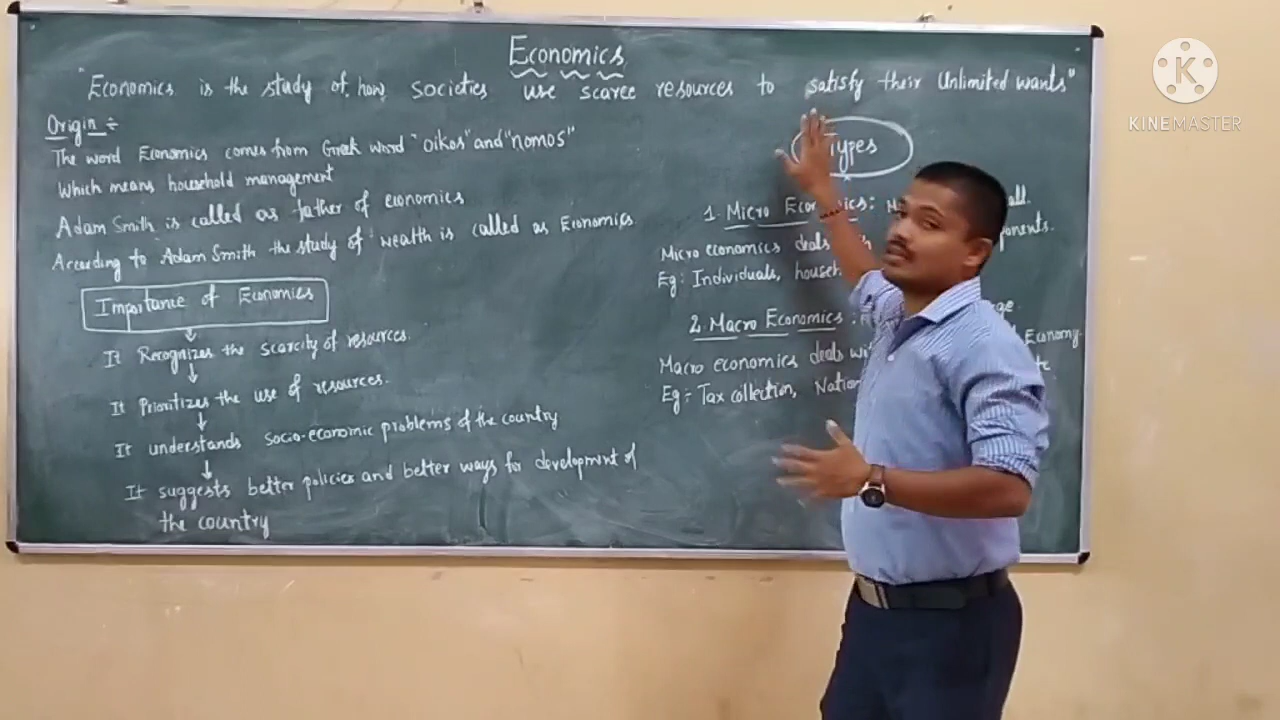 Economics
"Economics is the study of how societies use scarce resources to satisfy their Unlimited wants"
Origin :-
The word Economics comes from Greek word "oikos" and "nomos"
Which means household management
Adam Smith is called as father of economics
According to Adam Smith the study of wealth is called as Economics
Importance of Economics
It Recognizes the scarcity of resources.
It Prioritizes the use of resources.
It understands socio-economic problems of the country
It suggests better policies and better ways for development of
the country
Types
1. Micro Economics: all
Micro economics deals ponents.
Eg: Individuals, househ
2. Macro Economics:
Macro economics deals wi Economy.
Eg:- Tax collection, Nation
KINEMASTER